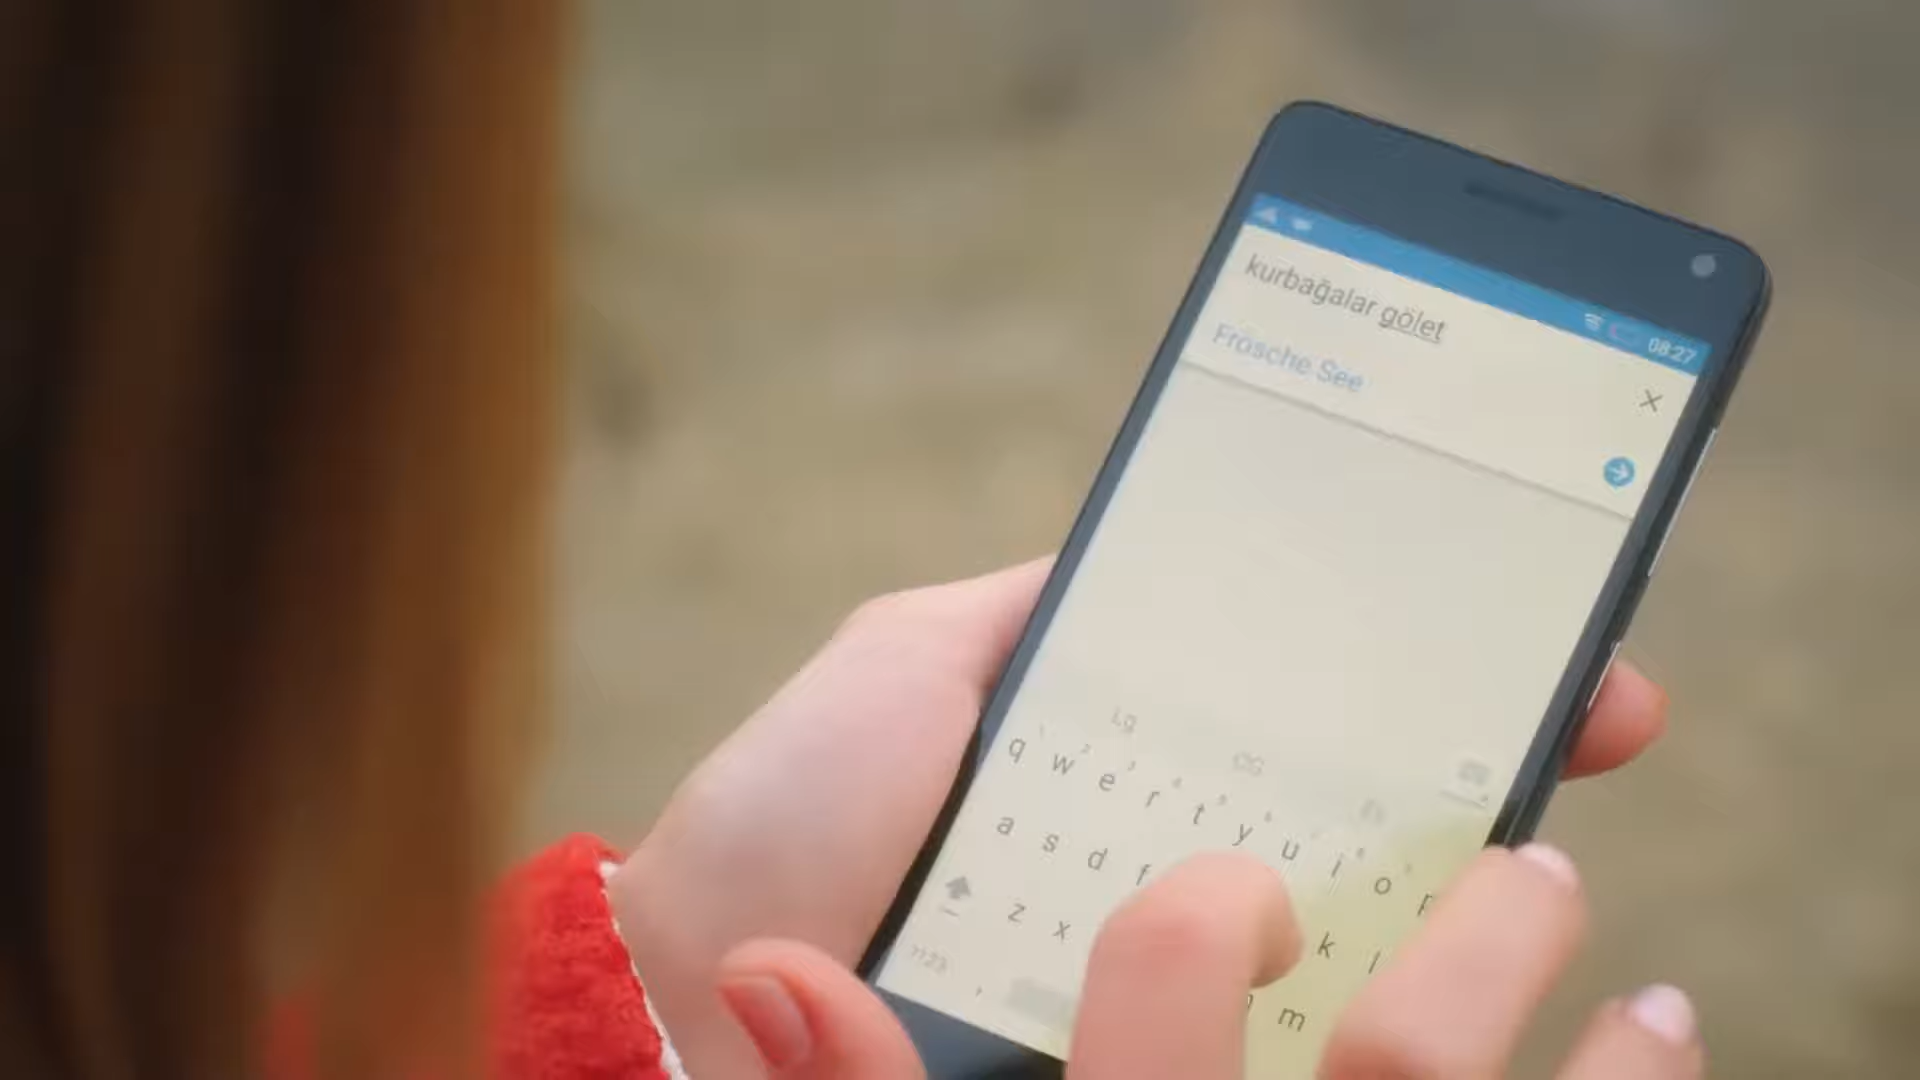 08:27
kurbağalar gölet
Frösche See
q w e r t y u i o
a s d f k l
z x m